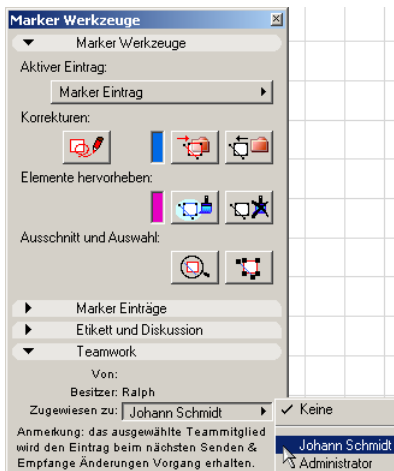 Marker Werkzeuge
Marker Werkzeuge
Aktiver Eintrag:
Marker Eintrag
Korrekturen:
Elemente hervorheben:
Ausschnitt und Auswahl:
Marker Einträge
Etikett und Diskussion
Teamwork
Von:
Besitzer: Ralph
Zugewiesen zu: Johann Schmidt
Keine
Johann Schmidt
Administrator
Anmerkung: das ausgewählte Teammitglied
wird den Eintrag beim nächsten Senden &
Empfange Änderungen Vorgang erhalten.